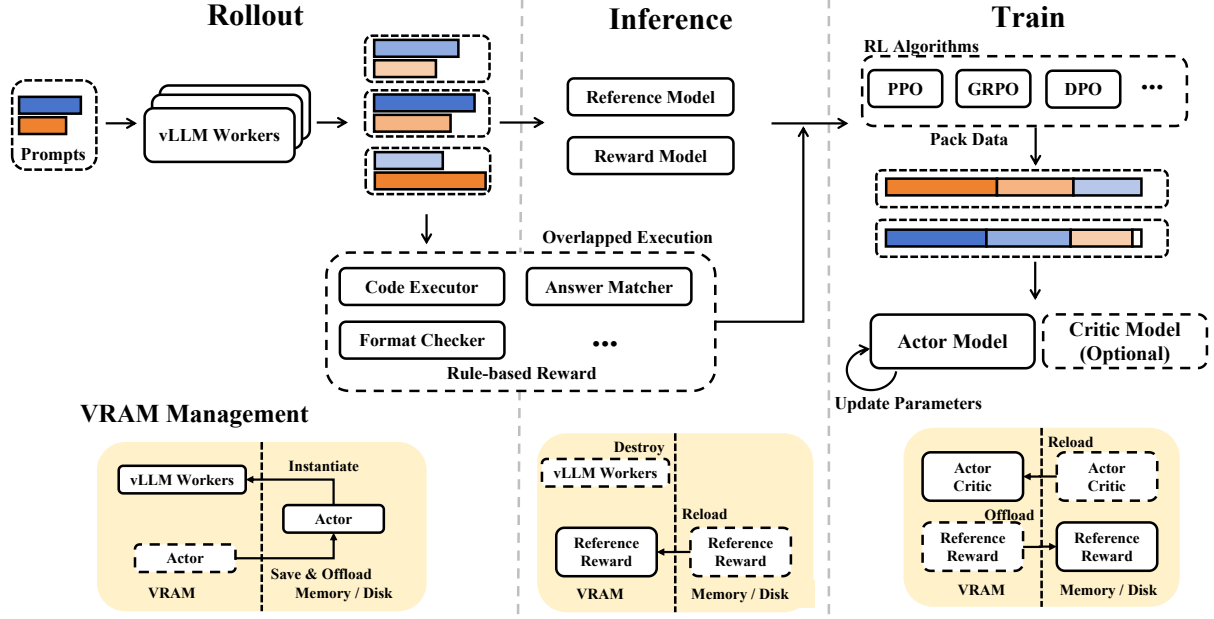 Rollout
Inference
Train
Prompts
vLLM Workers
Reference Model
Reward Model
Overlapped Execution
Code Executor
Answer Matcher
Format Checker
...
Rule-based Reward
RL Algorithms
PPO
GRPO
DPO
...
Pack Data
Actor Model
Critic Model
(Optional)
Update Parameters
VRAM Management
vLLM Workers
Instantiate
Actor
Actor
Save & Offload
VRAM
Memory / Disk
Destroy
vLLM Workers
Reload
Reference
Reward
Reference
Reward
VRAM
Memory / Disk
Reload
Actor
Critic
Actor
Critic
Offload
Reference
Reward
Reference
Reward
VRAM
Memory / Disk